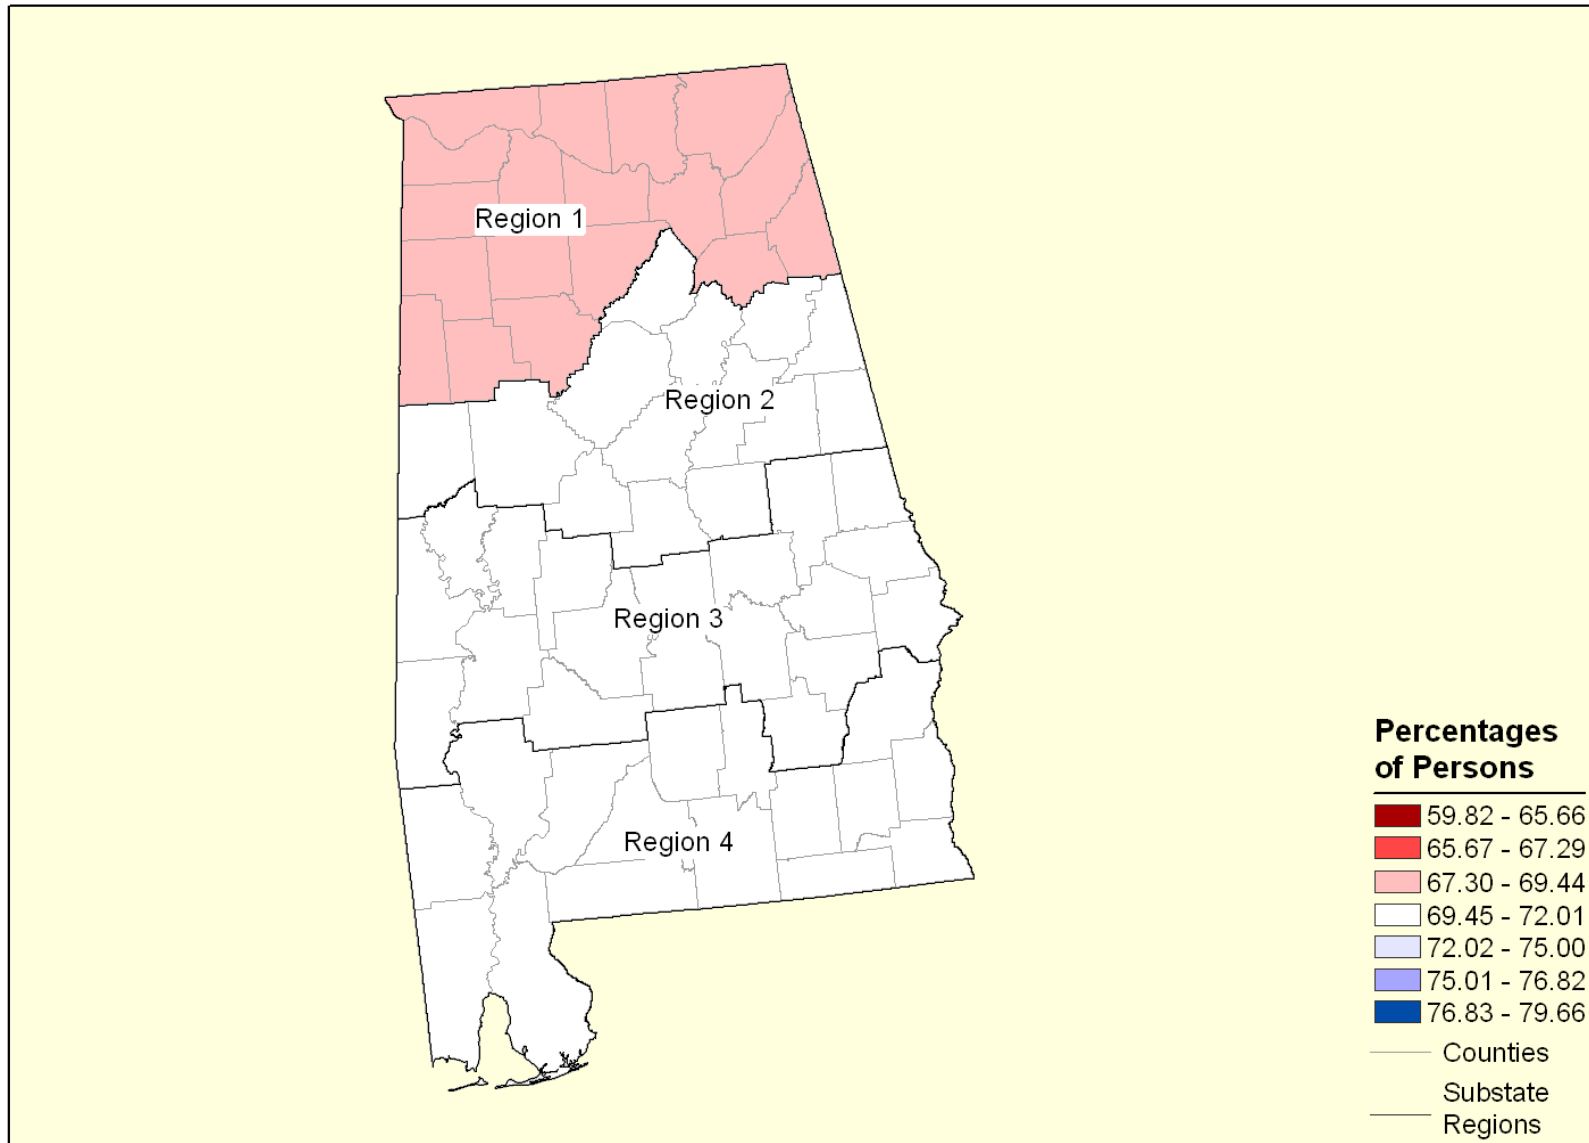 Region 1
Region 2
Region 3
Region 4
Percentages
of Persons
59.82 - 65.66
65.67 - 67.29
67.30 - 69.44
69.45 - 72.01
72.02 - 75.00
75.01 - 76.82
76.83 - 79.66
Counties
Substate
Regions